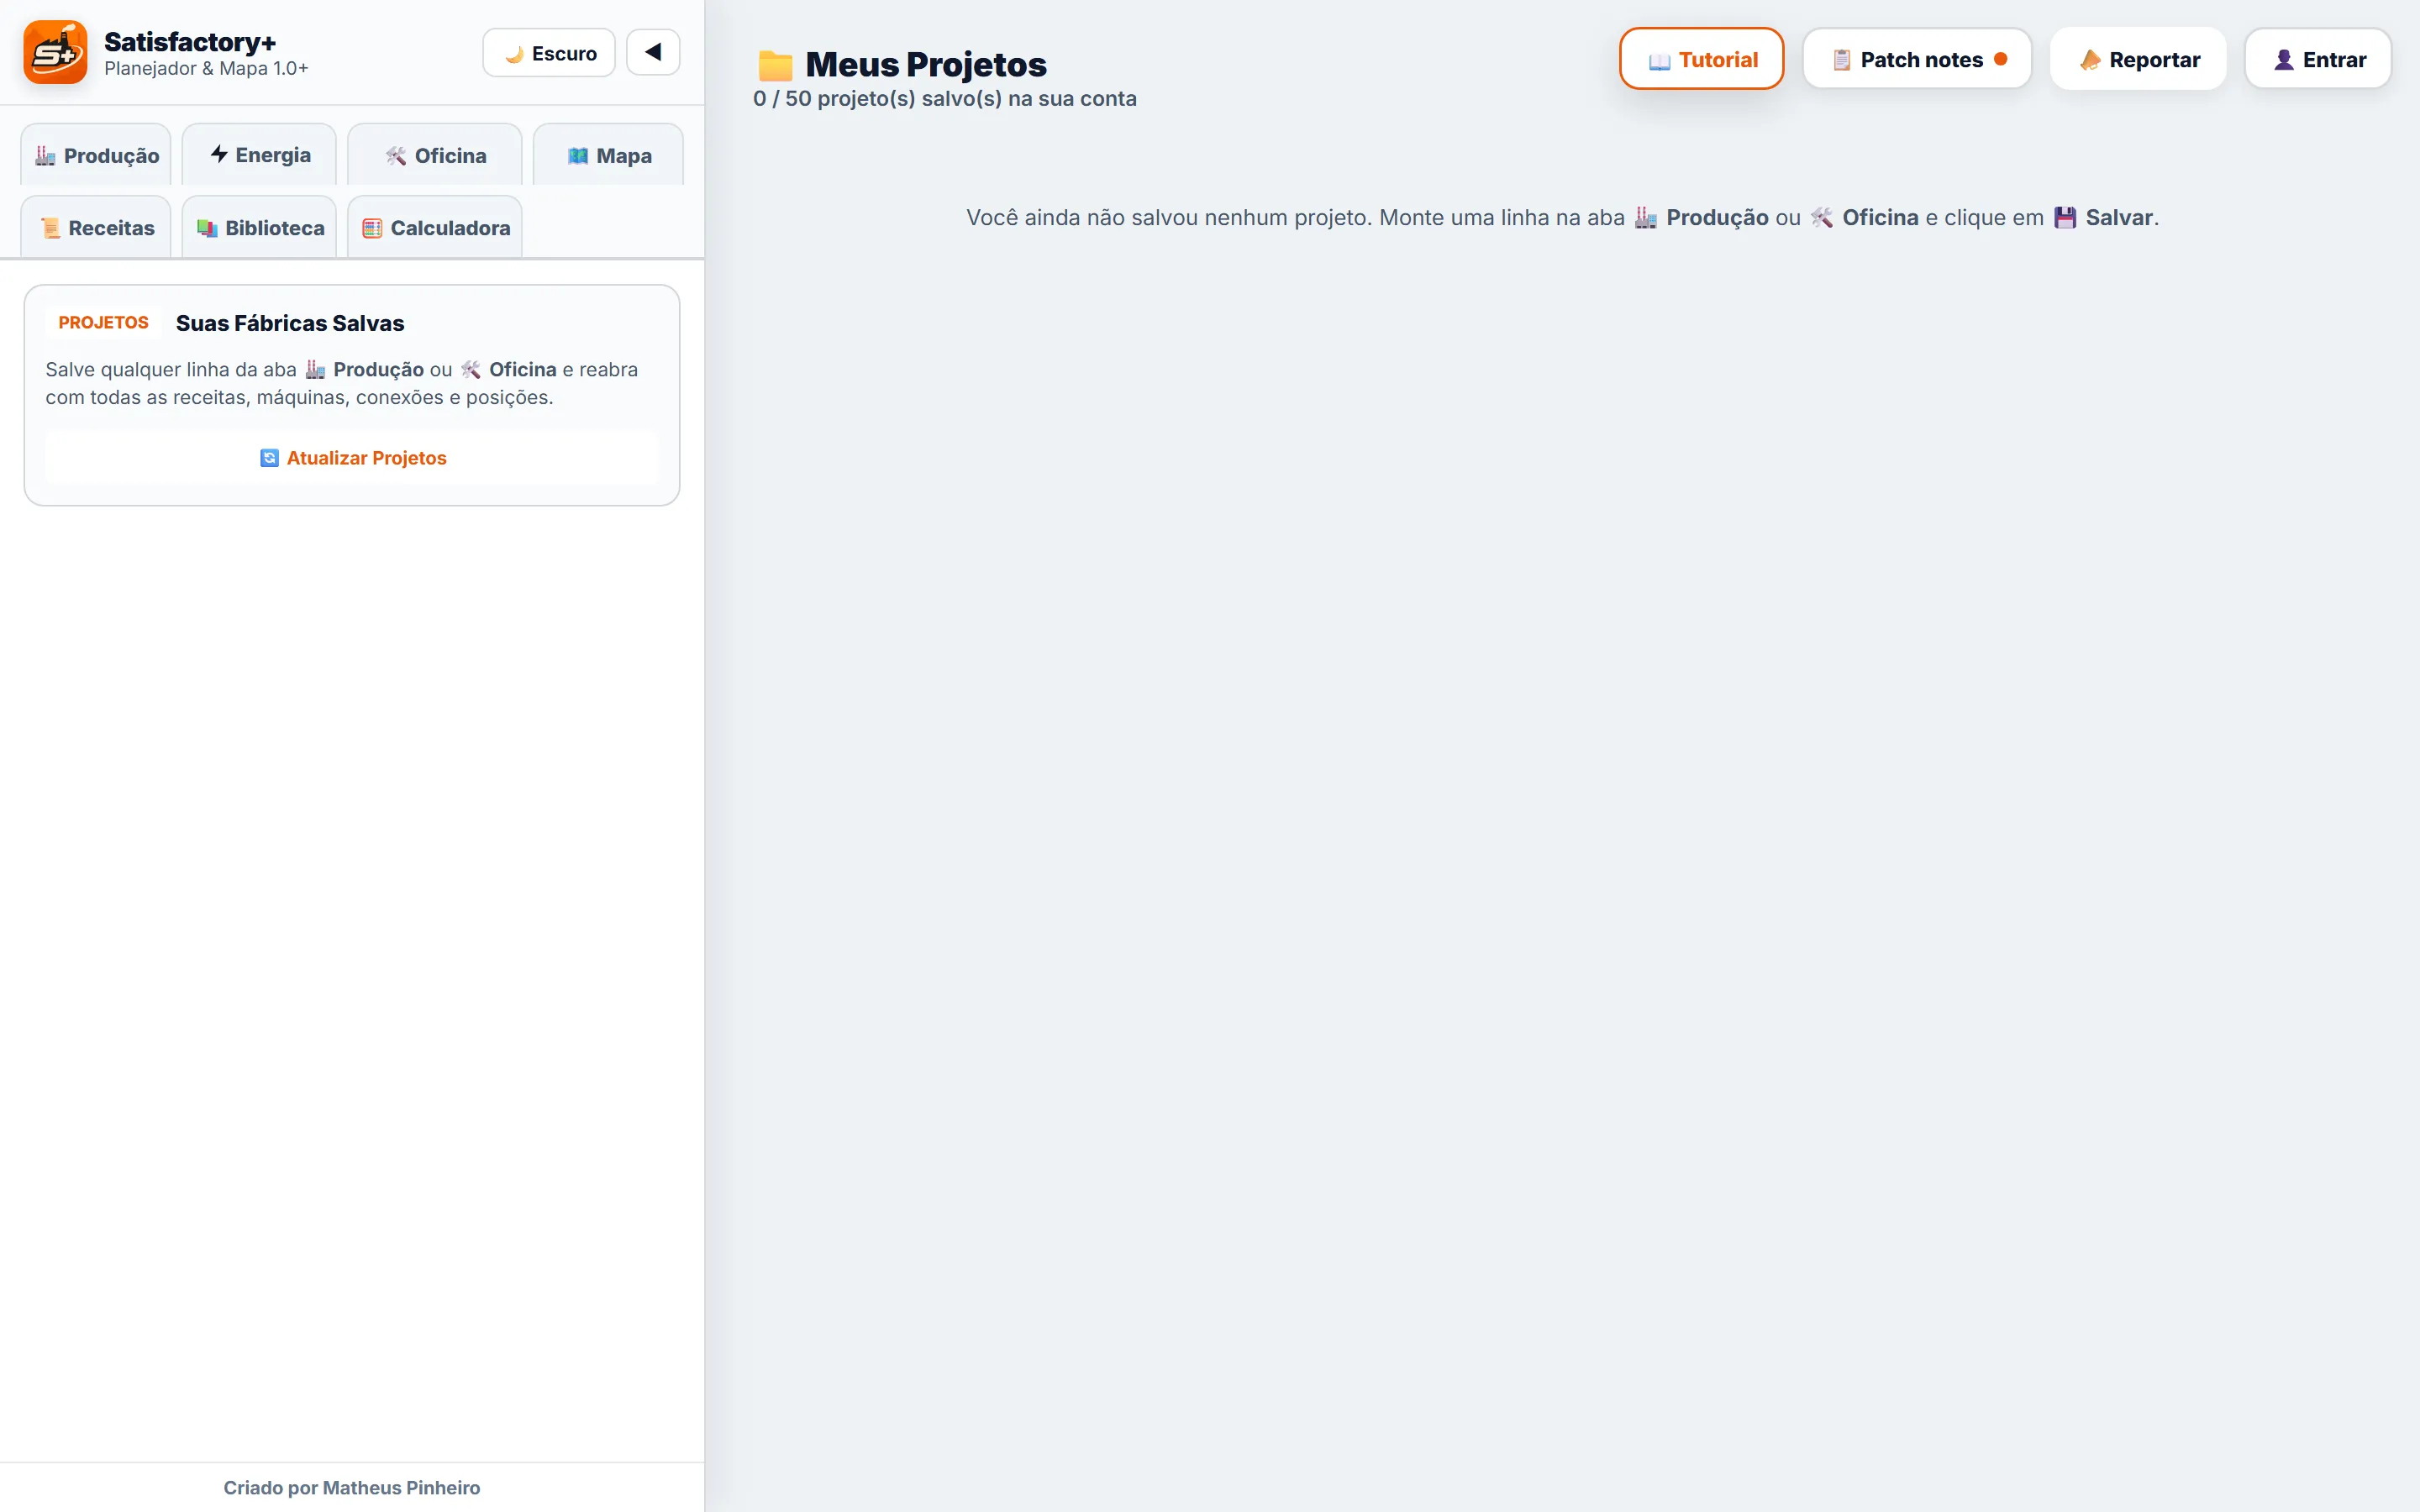 S+
Satisfactory+
Planejador & Mapa 1.0+
🌙 Escuro
◀
🏭 Produção
⚡ Energia
🛠️ Oficina
🗺️ Mapa
📜 Receitas
📚 Biblioteca
🧮 Calculadora
PROJETOS Suas Fábricas Salvas
Salve qualquer linha da aba 🏭 Produção ou 🛠️ Oficina e reabra
com todas as receitas, máquinas, conexões e posições.
🔄 Atualizar Projetos
Criado por Matheus Pinheiro
📁 Meus Projetos
0 / 50 projeto(s) salvo(s) na sua conta
📖 Tutorial
📋 Patch notes
📣 Reportar
👤 Entrar
Você ainda não salvou nenhum projeto. Monte uma linha na aba 🏭 Produção ou 🛠️ Oficina e clique em 💾 Salvar.